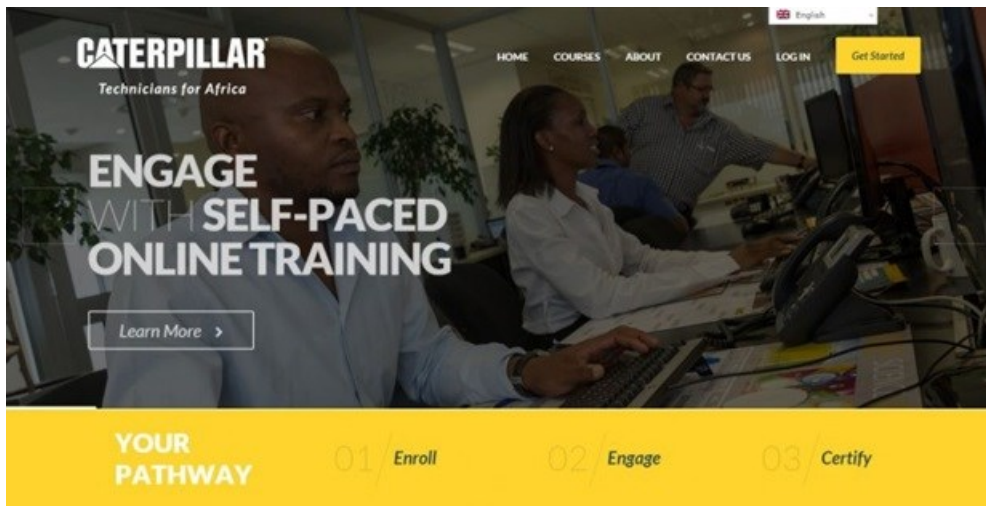 English
CATERPILLAR
Technicians for Africa
HOME COURSES ABOUT CONTACT US LOG IN Get Started
ENGAGE
WITH SELF-PACED
ONLINE TRAINING
Learn More
YOUR
PATHWAY
01 Enroll
02 Engage
03 Certify